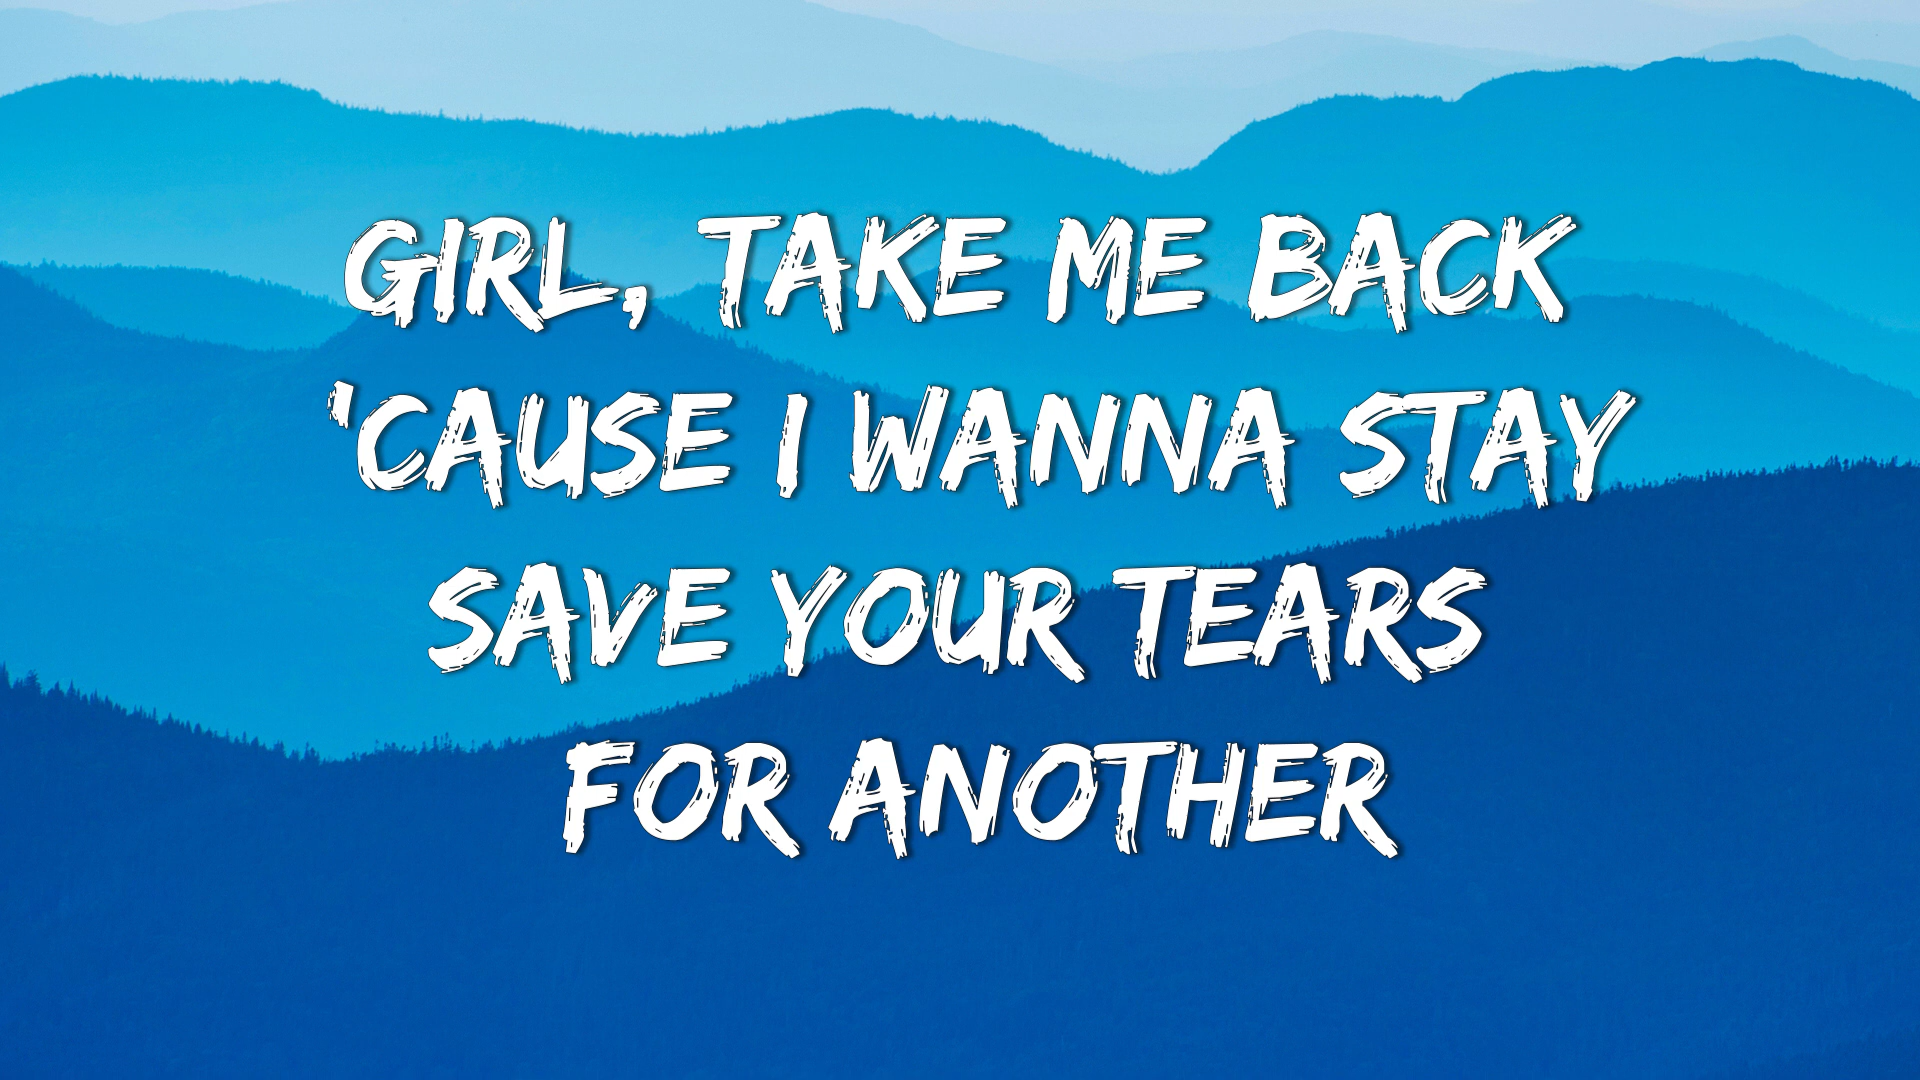 GIRL, TAKE ME BACK
'CAUSE I WANNA STAY
SAVE YOUR TEARS
FOR ANOTHER